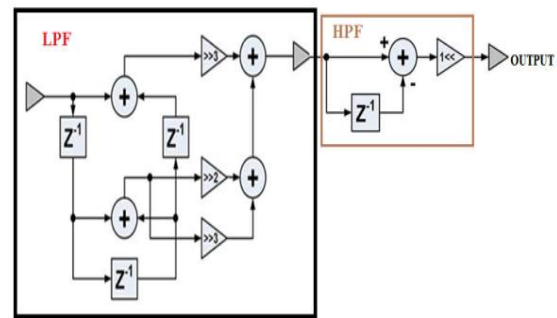 LPF
HPF
>>3
+
+
1<<
OUTPUT
+
-
Z-1
Z-1
Z-1
+
>>2
+
>>3
Z-1